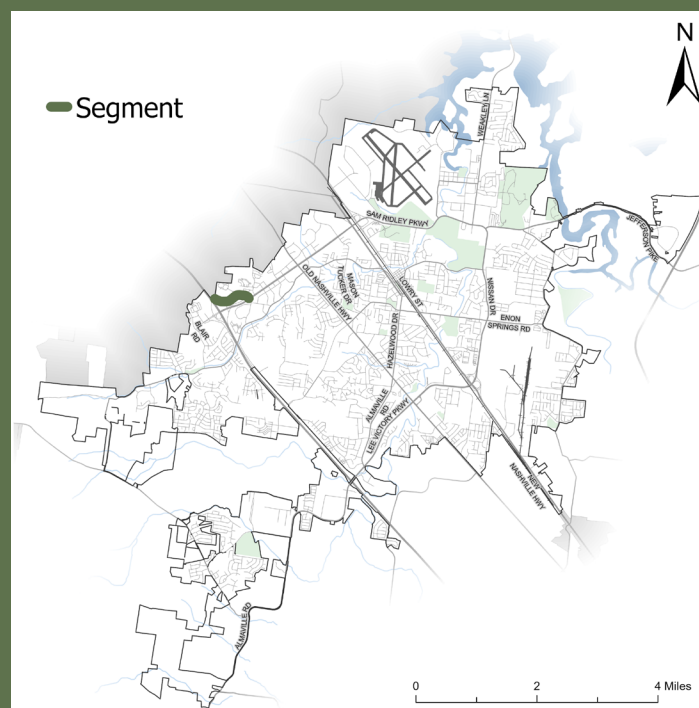 N
Segment
WEAKLEY LN
SAM RIDLEY PKWY
JEFFERSON PIKE
OLD NASHVILLE HWY
MASON
TUCKER DR
LOWRY ST
NISSAN DR
BLAIR
RD
ENON
SPRINGS RD
HAZELWOOD DR
ALMAVILLE
RD
LEE VICTORY PKWY
NEW
NASHVILLE HWY
ALMAVILLE RD
0 2 4 Miles